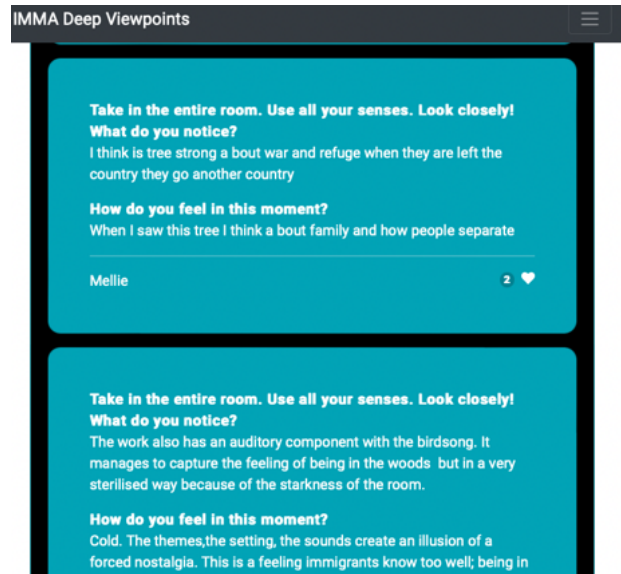 IMMA Deep Viewpoints
Take in the entire room. Use all your senses. Look closely!
What do you notice?
I think is tree strong a bout war and refuge when they are left the
country they go another country
How do you feel in this moment?
When I saw this tree I think a bout family and how people separate
Mellie
2
Take in the entire room. Use all your senses. Look closely!
What do you notice?
The work also has an auditory component with the birdsong. It
manages to capture the feeling of being in the woods but in a very
sterilised way because of the starkness of the room.
How do you feel in this moment?
Cold. The themes,the setting, the sounds create an illusion of a
forced nostalgia. This is a feeling immigrants know too well; being in